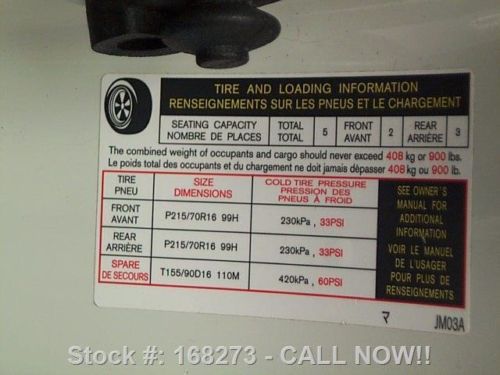 TIRE AND LOADING INFORMATION
RENSEIGNEMENTS SUR LES PNEUS ET LE CHARGEMENT
SEATING CAPACITY TOTAL 5 FRONT 2 REAR 3
NOMBRE DE PLACES TOTAL AVANT ARRIÈRE
The combined weight of occupants and cargo should never exceed 408 kg or 900 lbs.
Le poids total des occupants et du chargement ne doit jamais dépasser 408 kg ou 900 lb.
TIRE
PNEU
SIZE
DIMENSIONS
COLD TIRE PRESSURE
PRESSION DES
PNEUS À FROID
SEE OWNER'S
MANUAL FOR
ADDITIONAL
INFORMATION
VOIR LE MANUEL
DE L'USAGER
POUR PLUS DE
RENSEIGNEMENTS
FRONT
AVANT
P215/70R16 99H
230kPa , 33PSI
REAR
ARRIÈRE
P215/70R16 99H
230kPa , 33PSI
SPARE
DE SECOURS
T155/90D16 110M
420kPa , 60PSI
R JM03A
Stock #: 168273 - CALL NOW!!